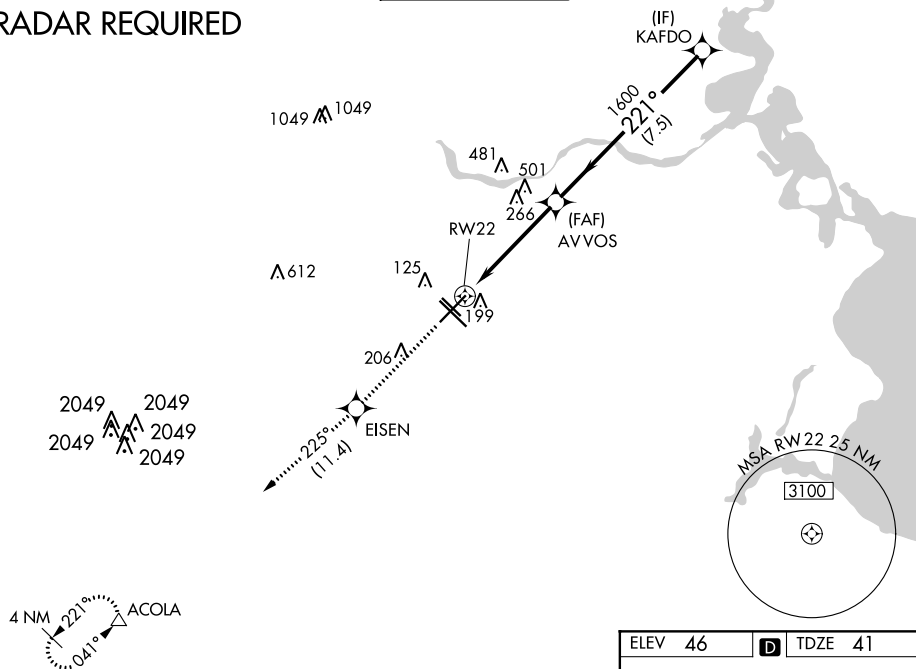 RADAR REQUIRED
(IF)
KAFDO
1600
221°
(7.5)
1049
1049
481
501
266
(FAF)
AVVOS
RW22
612
125
199
206
EISEN
225°
(11.4)
2049
2049
2049
2049
2049
MSA RW22 25 NM
3100
4 NM
221°
041°
ACOLA
ELEV 46
D
TDZE 41